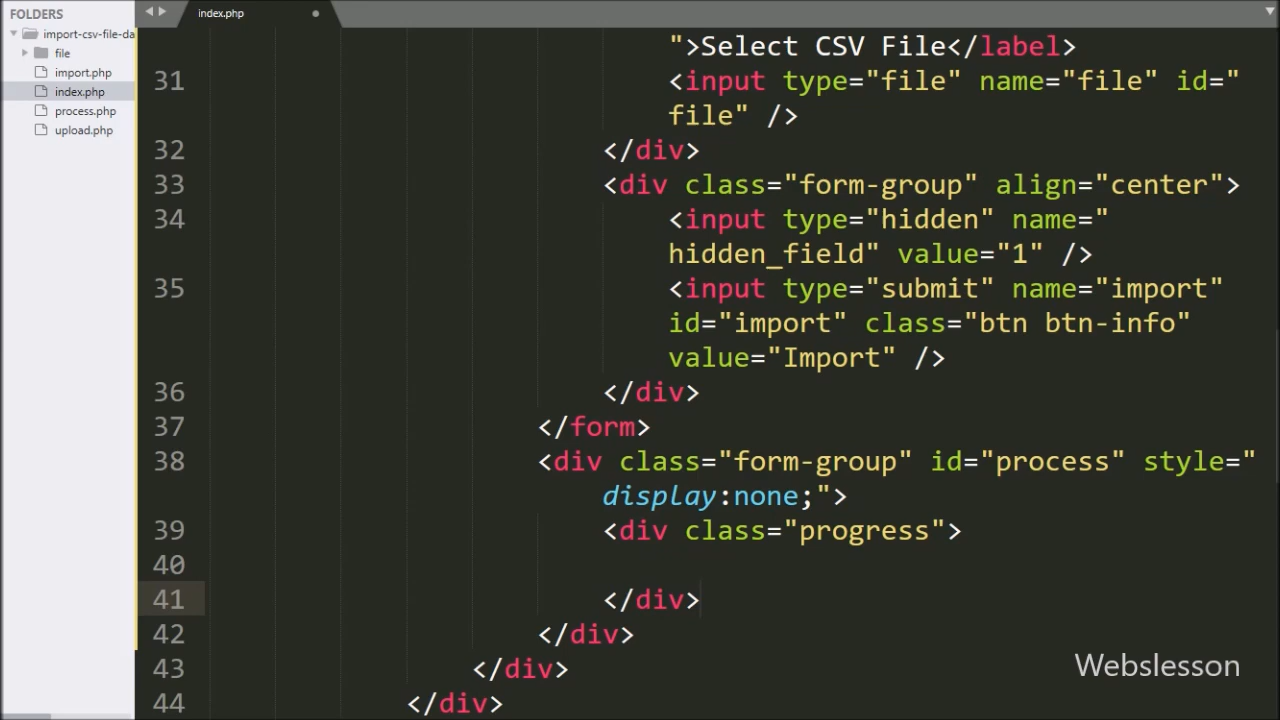 FOLDERS
import-csv-file-da
file
import.php
index.php
process.php
upload.php
index.php
">Select CSV File</label>
31 <input type="file" name="file" id="
file" />
32 </div>
33 <div class="form-group" align="center">
34 <input type="hidden" name="
hidden_field" value="1" />
35 <input type="submit" name="import"
id="import" class="btn btn-info"
value="Import" />
36 </div>
37 </form>
38 <div class="form-group" id="process" style="
display:none;">
39 <div class="progress">
40
41 </div>
42 </div>
43 </div>
44 </div>
Webslesson